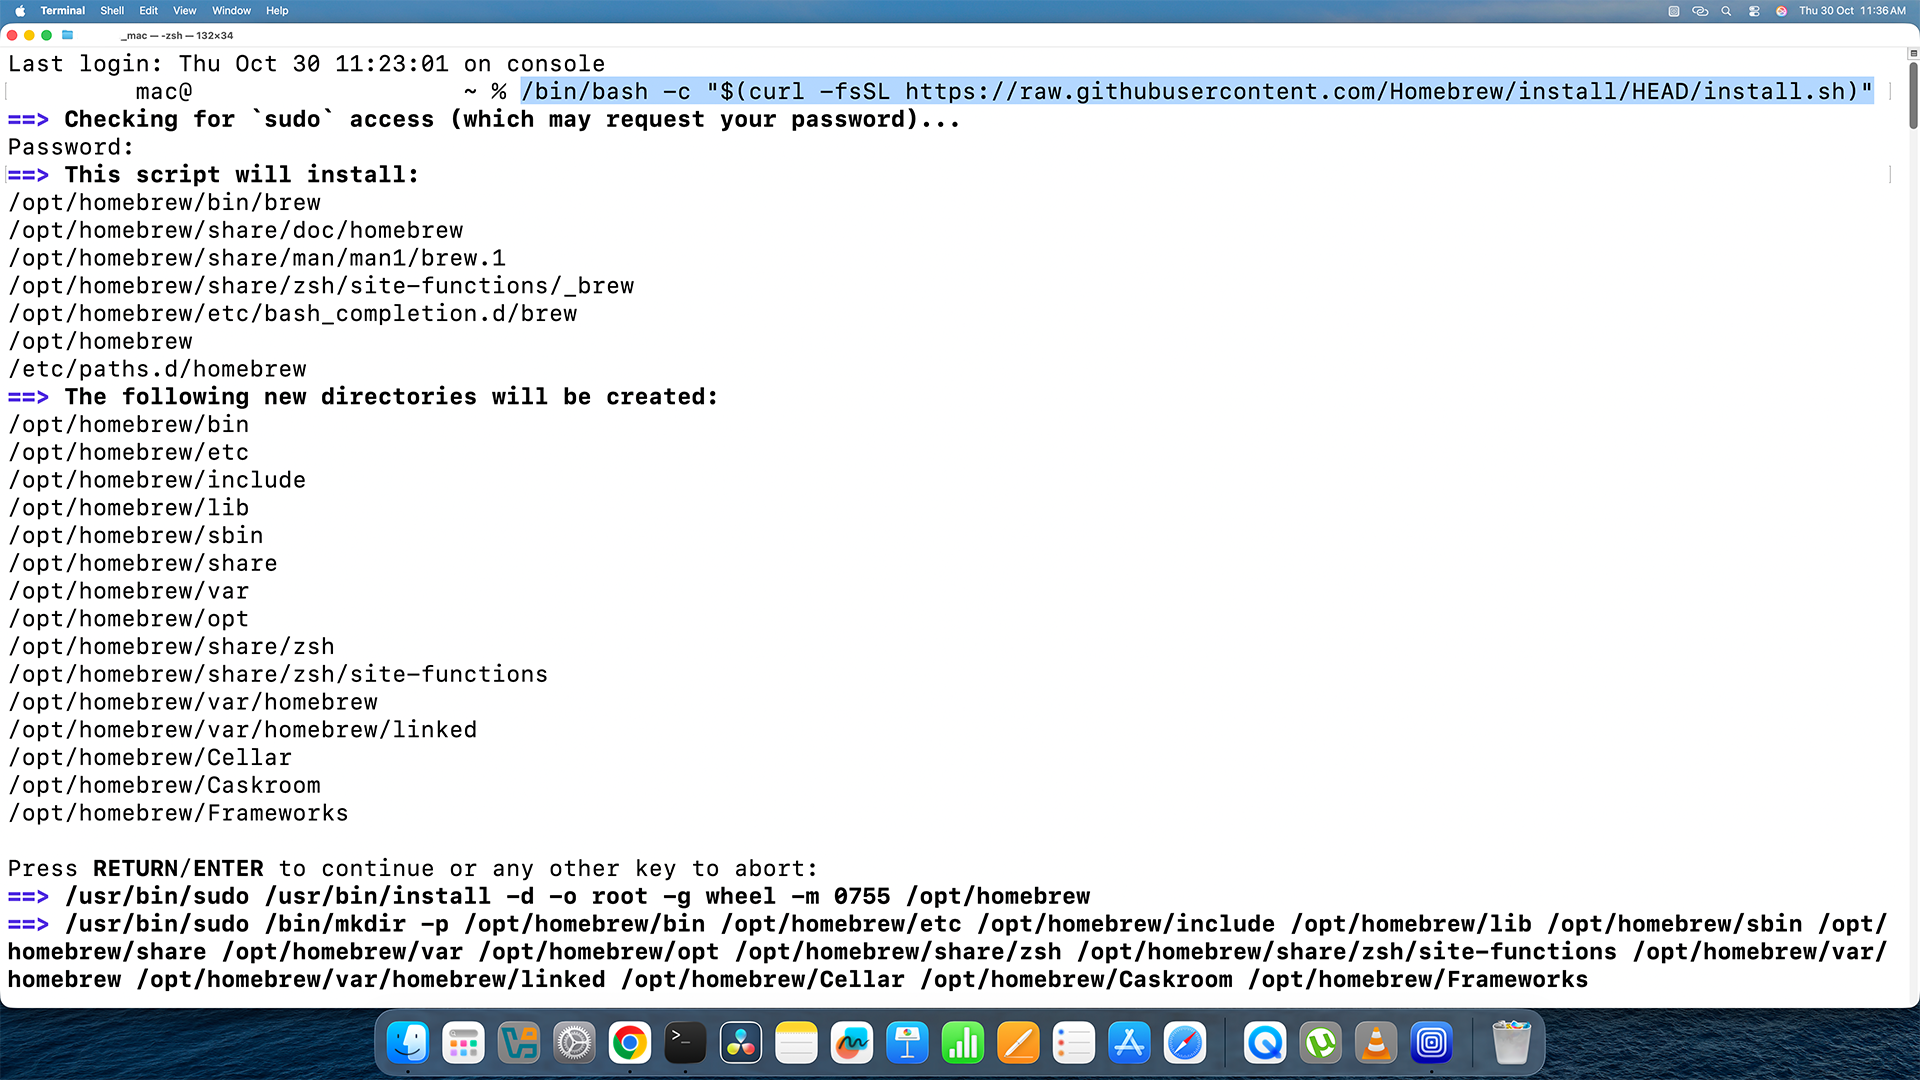 Terminal Shell Edit View Window Help Thu 30 Oct 11:36 AM
_mac — -zsh — 132×34
Last login: Thu Oct 30 11:23:01 on console
mac@ ~ % /bin/bash -c "$(curl -fsSL https://raw.githubusercontent.com/Homebrew/install/HEAD/install.sh)"
==> Checking for `sudo` access (which may request your password)...
Password:
==> This script will install:
/opt/homebrew/bin/brew
/opt/homebrew/share/doc/homebrew
/opt/homebrew/share/man/man1/brew.1
/opt/homebrew/share/zsh/site-functions/_brew
/opt/homebrew/etc/bash_completion.d/brew
/opt/homebrew
/etc/paths.d/homebrew
==> The following new directories will be created:
/opt/homebrew/bin
/opt/homebrew/etc
/opt/homebrew/include
/opt/homebrew/lib
/opt/homebrew/sbin
/opt/homebrew/share
/opt/homebrew/var
/opt/homebrew/opt
/opt/homebrew/share/zsh
/opt/homebrew/share/zsh/site-functions
/opt/homebrew/var/homebrew
/opt/homebrew/var/homebrew/linked
/opt/homebrew/Cellar
/opt/homebrew/Caskroom
/opt/homebrew/Frameworks
Press RETURN/ENTER to continue or any other key to abort:
==> /usr/bin/sudo /usr/bin/install -d -o root -g wheel -m 0755 /opt/homebrew
==> /usr/bin/sudo /bin/mkdir -p /opt/homebrew/bin /opt/homebrew/etc /opt/homebrew/include /opt/homebrew/lib /opt/homebrew/sbin /opt/
homebrew/share /opt/homebrew/var /opt/homebrew/opt /opt/homebrew/share/zsh /opt/homebrew/share/zsh/site-functions /opt/homebrew/var/
homebrew /opt/homebrew/var/homebrew/linked /opt/homebrew/Cellar /opt/homebrew/Caskroom /opt/homebrew/Frameworks